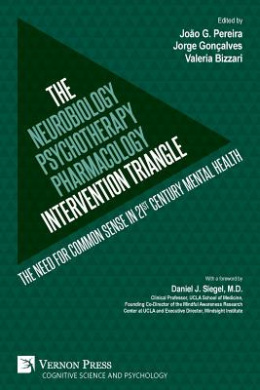 Edited by
João G. Pereira
Jorge Gonçalves
Valeria Bizzari
THE
NEUROBIOLOGY
PSYCHOTHERAPY
PHARMACOLOGY
INTERVENTION TRIANGLE
THE NEED FOR COMMON SENSE IN 21ST CENTURY MENTAL HEALTH
With a foreword by
Daniel J. Siegel, M.D.
Clinical Professor, UCLA School of Medicine,
Founding Co-Director of the Mindful Awareness Research
Center at UCLA and Executive Director, Mindsight Institute
VERNON PRESS
COGNITIVE SCIENCE AND PSYCHOLOGY